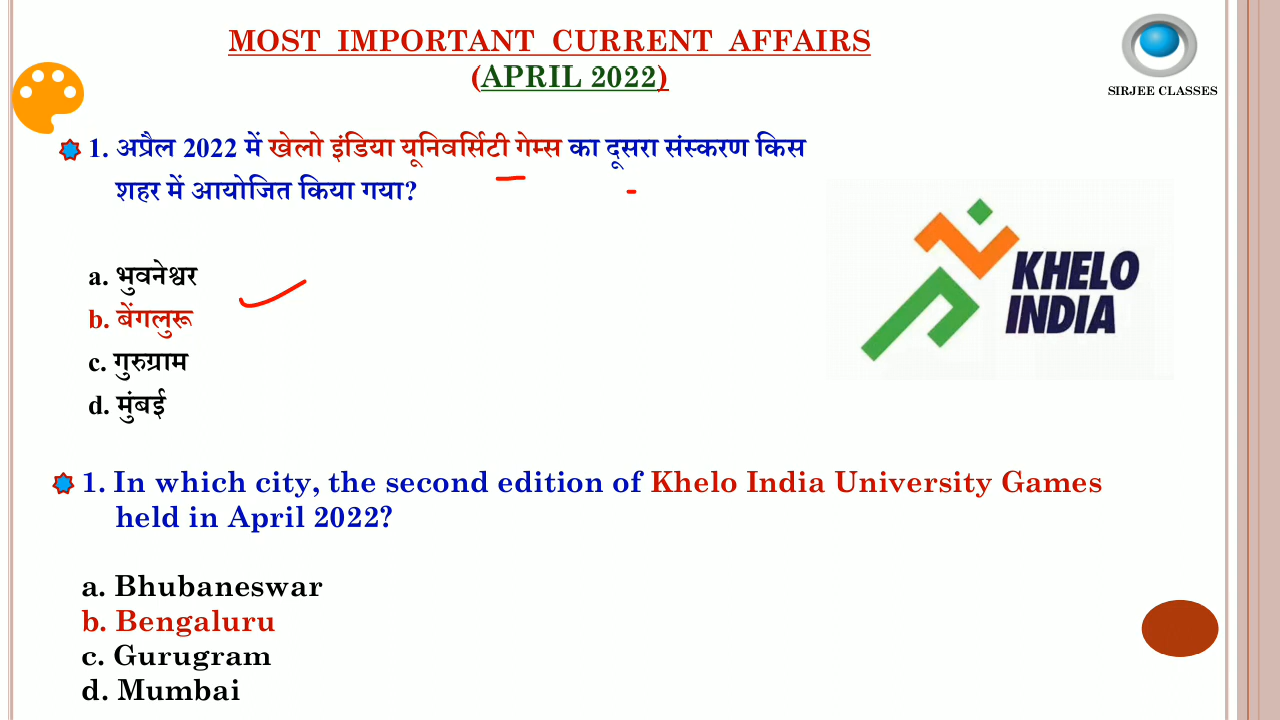 MOST IMPORTANT CURRENT AFFAIRS
(APRIL 2022)
SIRJEE CLASSES
1. अप्रैल 2022 में खेलो इंडिया यूनिवर्सिटी गेम्स का दूसरा संस्करण किस
शहर में आयोजित किया गया?
a. भुवनेश्वर
b. बेंगलुरू
c. गुरुग्राम
d. मुंबई
KHELO
INDIA
1. In which city, the second edition of Khelo India University Games
held in April 2022?
a. Bhubaneswar
b. Bengaluru
c. Gurugram
d. Mumbai